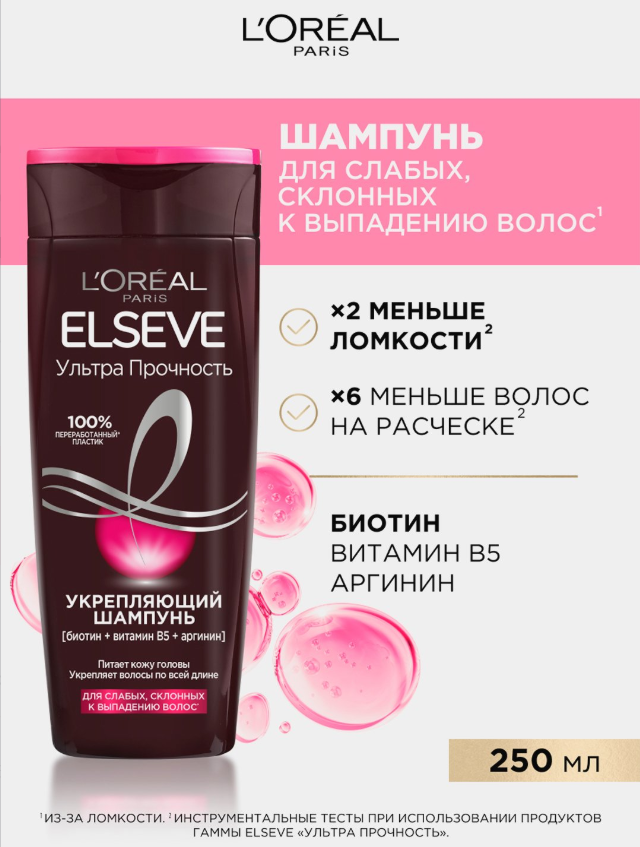 L'ORÉAL
PARIS
ШАМПУНЬ
ДЛЯ СЛАБЫХ,
СКЛОННЫХ
К ВЫПАДЕНИЮ ВОЛОС¹
L'ORÉAL
PARIS
ELSEVE
Ультра Прочность
100%
ПЕРЕРАБОТАННЫЙ*
ПЛАСТИК
УКРЕПЛЯЮЩИЙ
ШАМПУНЬ
[биотин + витамин B5 + аргинин]
Питает кожу головы
Укрепляет волосы по всей длине
ДЛЯ СЛАБЫХ, СКЛОННЫХ
К ВЫПАДЕНИЮ ВОЛОС¹
×2 МЕНЬШЕ
ЛОМКОСТИ²
×6 МЕНЬШЕ ВОЛОС
НА РАСЧЕСКЕ²
БИОТИН
ВИТАМИН B5
АРГИНИН
250 МЛ
¹ИЗ-ЗА ЛОМКОСТИ. ²ИНСТРУМЕНТАЛЬНЫЕ ТЕСТЫ ПРИ ИСПОЛЬЗОВАНИИ ПРОДУКТОВ
ГАММЫ ELSEVE «УЛЬТРА ПРОЧНОСТЬ».